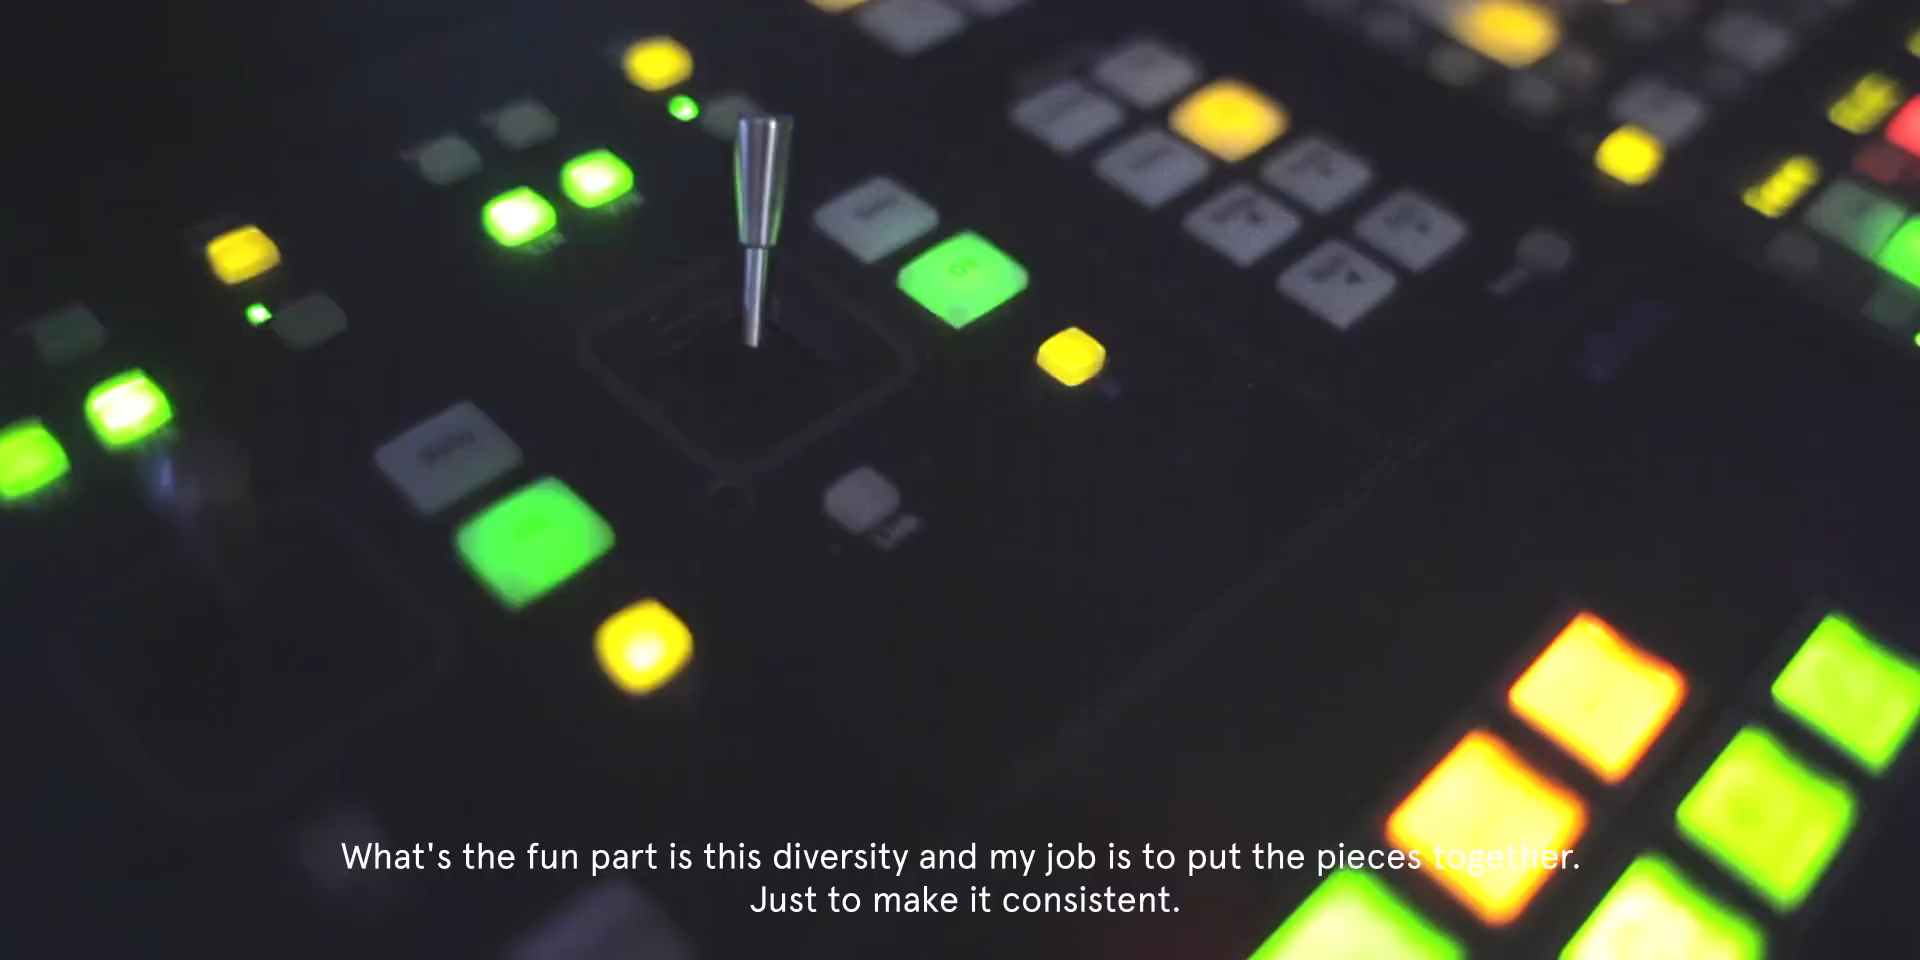 What's the fun part is this diversity and my job is to put the pieces together.
Just to make it consistent.